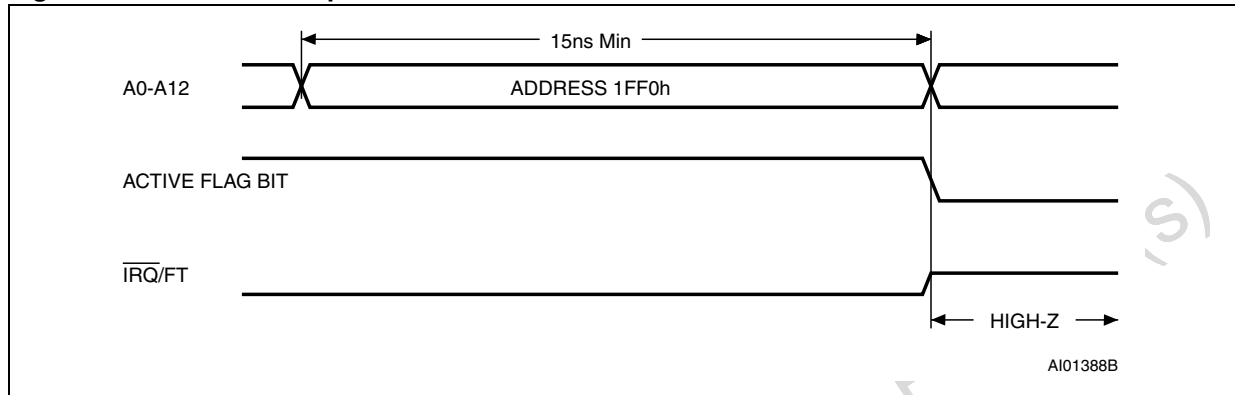 15ns Min
A0-A12
ADDRESS 1FF0h
ACTIVE FLAG BIT
IRQ/FT
HIGH-Z
AI01388B